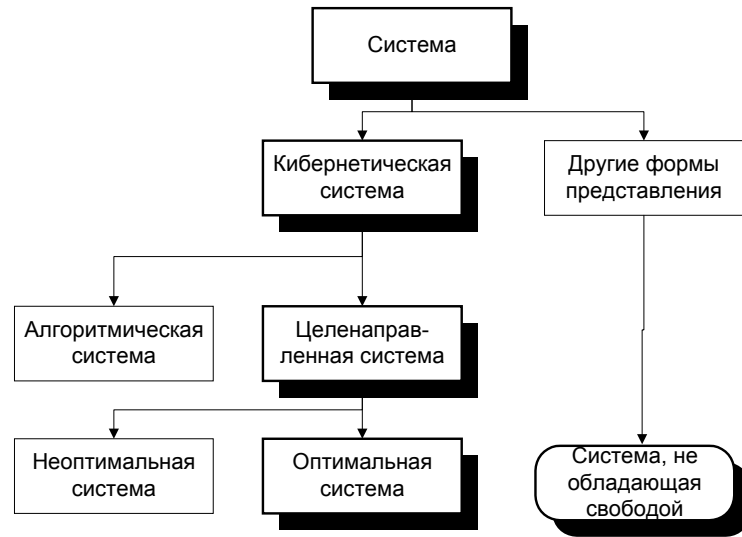 Система
Кибернетическая
система
Другие формы
представления
Алгоритмическая
система
Целенаправ-
ленная система
Неоптимальная
система
Оптимальная
система
Система, не
обладающая
свободой